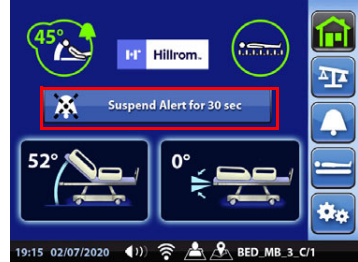 45°
H·r Hillrom.
Suspend Alert for 30 sec
52°
0°
19:15 02/07/2020 BED_MB_3_C/1